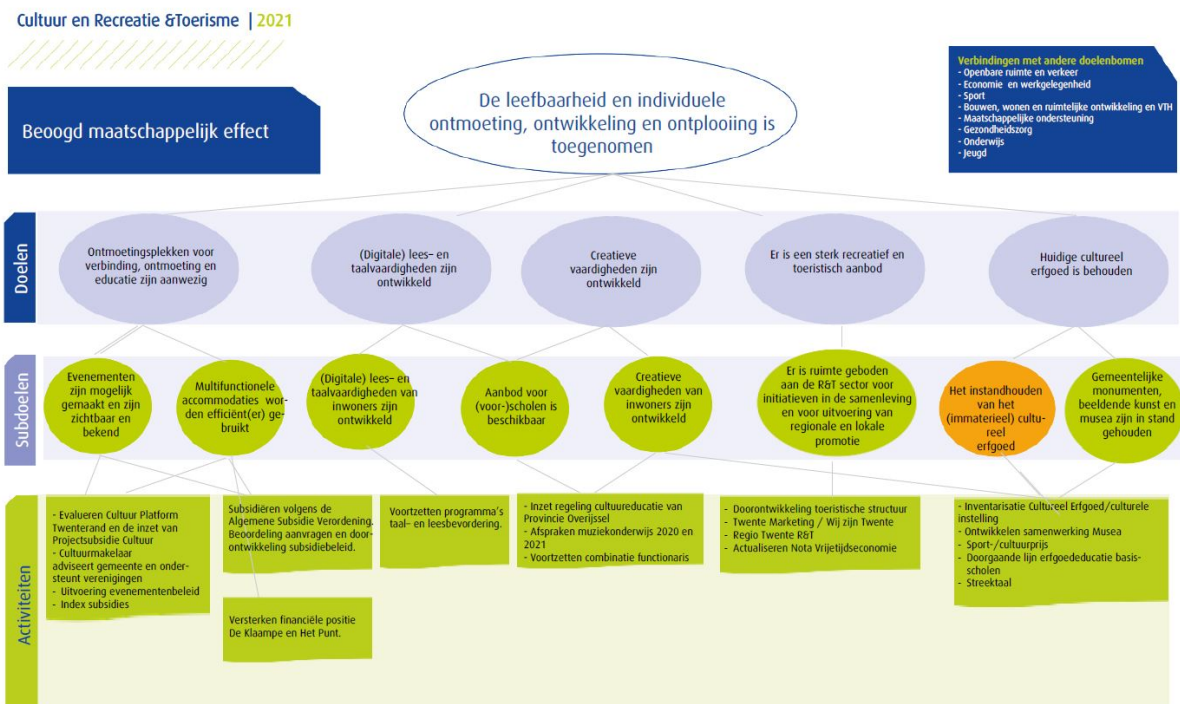 Cultuur en Recreatie &Toerisme | 2021
Beoogd maatschappelijk effect
De leefbaarheid en individuele
ontmoeting, ontwikkeling en ontplooiing is
toegenomen
Verbindingen met andere doelenbomen
- Openbare ruimte en verkeer
- Economie en werkgelegenheid
- Sport
- Bouwen, wonen en ruimtelijke ontwikkeling en VTH
- Maatschappelijke ondersteuning
- Gezondheidszorg
- Onderwijs
- Jeugd
Doelen
Ontmoetingsplekken voor
verbinding, ontmoeting en
educatie zijn aanwezig
(Digitale) lees- en
taalvaardigheden zijn
ontwikkeld
Creatieve
vaardigheden zijn
ontwikkeld
Er is een sterk recreatief en
toeristisch aanbod
Huidige cultureel
erfgoed is behouden
Subdoelen
Evenementen
zijn mogelijk
gemaakt en zijn
zichtbaar en
bekend
Multifunctionele
accommodaties wor-
den efficiënt(er) ge-
bruikt
(Digitale) lees- en
taalvaardigheden van
inwoners zijn
ontwikkeld
Aanbod voor
(voor-)scholen is
beschikbaar
Creatieve
vaardigheden van
inwoners zijn
ontwikkeld
Er is ruimte geboden
aan de R&T sector voor
initiatieven in de samenleving
en voor uitvoering van
regionale en lokale
promotie
Het instandhouden
van het
(immaterieel) cultu-
reel
erfgoed
Gemeentelijke
monumenten,
beeldende kunst en
musea zijn in stand
gehouden
Activiteiten
- Evalueren Cultuur Platform
Twenterand en de inzet van
Projectsubsidie Cultuur
- Cultuurmakelaar
adviseert gemeente en onder-
steunt verenigingen
- Uitvoering evenementenbeleid
- Index subsidies
Subsidiëren volgens de
Algemene Subsidie Verordening.
Beoordeling aanvragen en door-
ontwikkeling subsidiebeleid.
Versterken financiële positie
De Klaampe en Het Punt.
Voortzetten programma's
taal- en leesbevordering.
- Inzet regeling cultuureducatie van
Provincie Overijssel
- Afspraken muziekonderwijs 2020 en
2021
- Voortzetten combinatie functionaris
- Doorontwikkeling toeristische structuur
- Twente Marketing / Wij zijn Twente
- Regio Twente R&T
- Actualiseren Nota Vrijetijdseconomie
- Inventarisatie Cultureel Erfgoed/culturele
instelling
- Ontwikkelen samenwerking Musea
- Sport-/cultuurprijs
- Doorgaande lijn erfgoededucatie basis-
scholen
- Streektaal